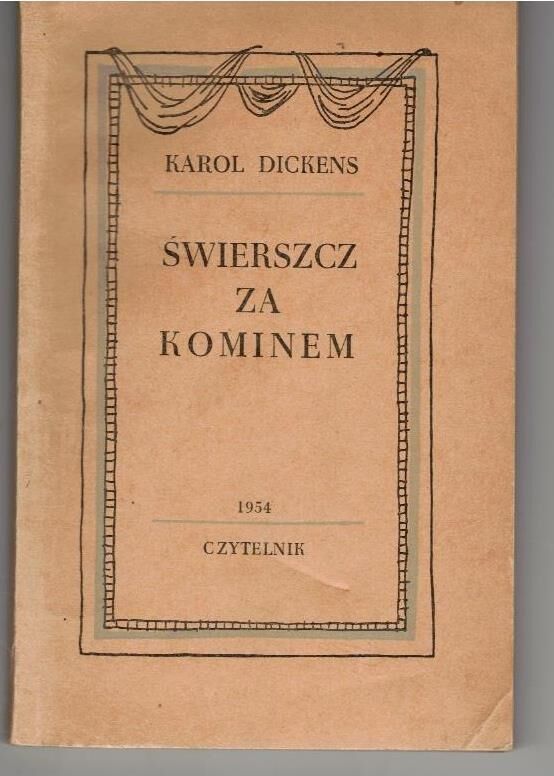 KAROL DICKENS
ŚWIERSZCZ
ZA
KOMINEM
1954
CZYTELNIK